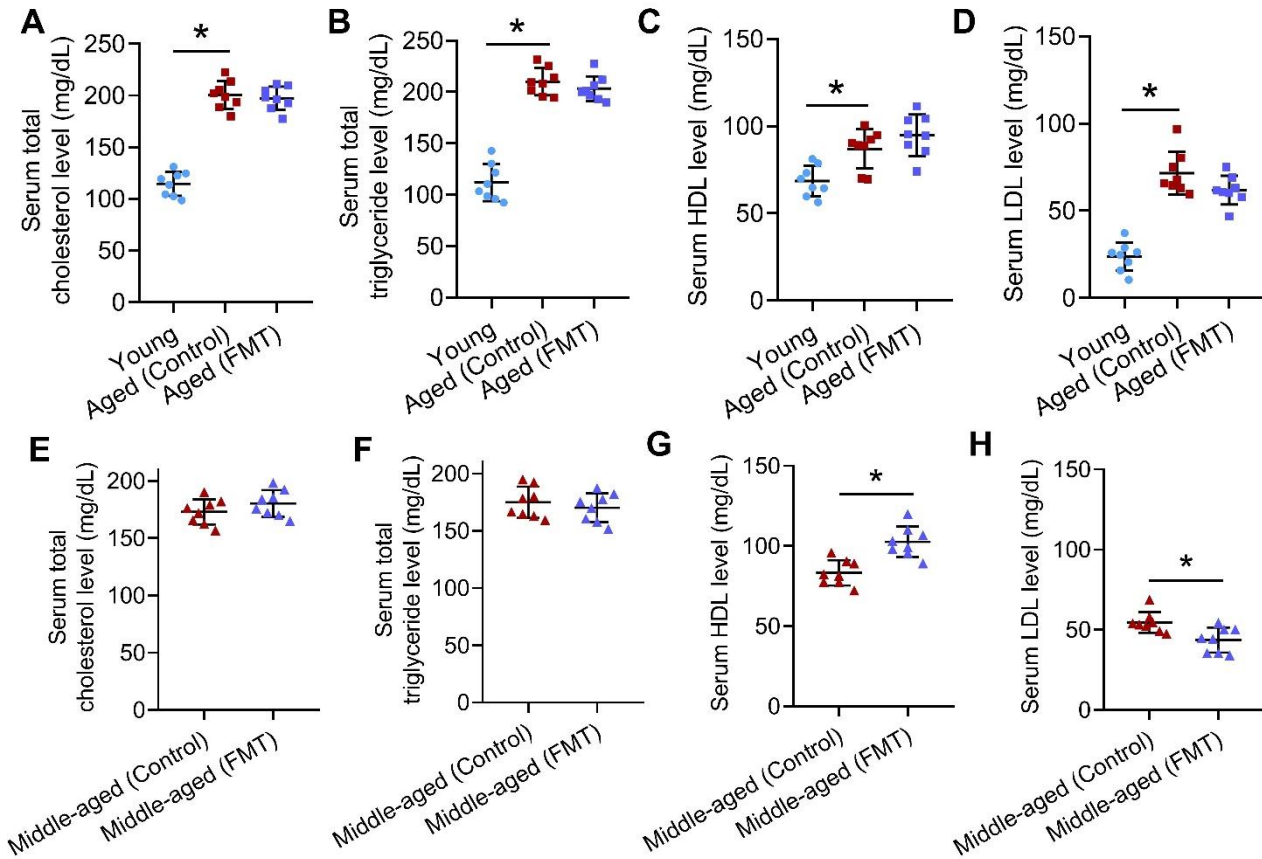 A
Serum total
cholesterol level (mg/dL)
250
200
150
100
50
0
*
Young
Aged (Control)
Aged (FMT)
B
Serum total
triglyceride level (mg/dL)
250
200
150
100
50
0
*
Young
Aged (Control)
Aged (FMT)
C
Serum HDL level (mg/dL)
150
100
50
0
*
Young
Aged (Control)
Aged (FMT)
D
Serum LDL level (mg/dL)
150
100
50
0
*
Young
Aged (Control)
Aged (FMT)
E
Serum total
cholesterol level (mg/dL)
200
150
100
50
0
Middle-aged (Control)
Middle-aged (FMT)
F
Serum total
triglyceride level (mg/dL)
200
150
100
50
0
Middle-aged (Control)
Middle-aged (FMT)
G
Serum HDL level (mg/dL)
150
100
50
0
*
Middle-aged (Control)
Middle-aged (FMT)
H
Serum LDL level (mg/dL)
150
100
50
0
*
Middle-aged (Control)
Middle-aged (FMT)